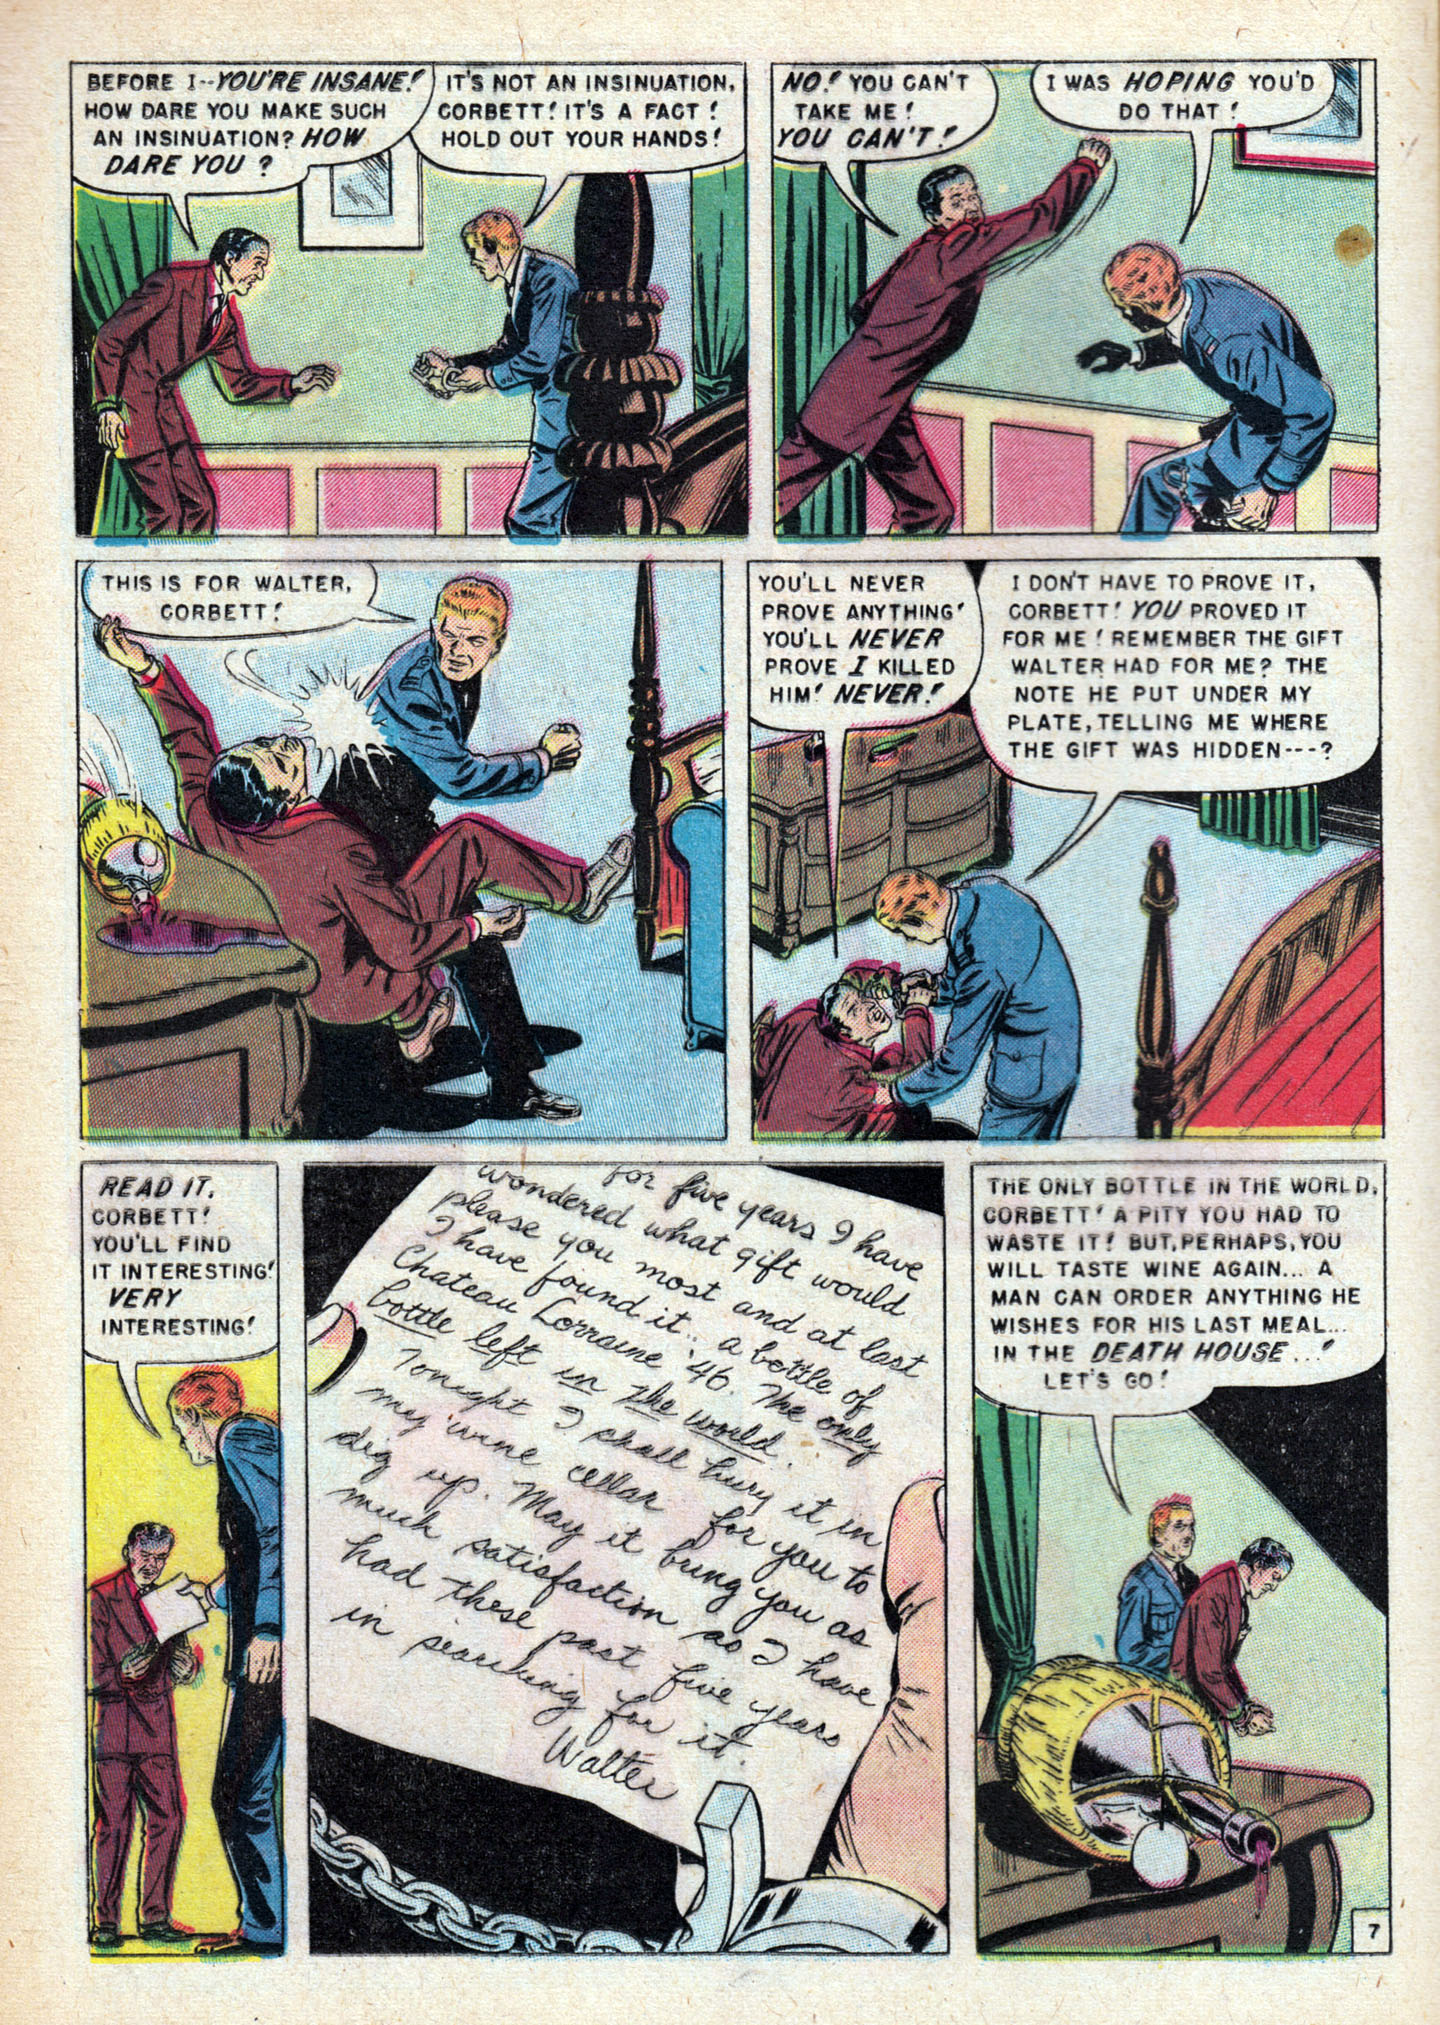 BEFORE I--YOU'RE INSANE!
HOW DARE YOU MAKE SUCH
AN INSINUATION? HOW
DARE YOU?
IT'S NOT AN INSINUATION,
CORBETT! IT'S A FACT!
HOLD OUT YOUR HANDS!
NO! YOU CAN'T
TAKE ME!
YOU CAN'T!
I WAS HOPING YOU'D
DO THAT!
THIS IS FOR WALTER,
CORBETT!
YOU'LL NEVER
PROVE ANYTHING!
YOU'LL NEVER
PROVE I KILLED
HIM! NEVER!
I DON'T HAVE TO PROVE IT,
CORBETT! YOU PROVED IT
FOR ME! REMEMBER THE GIFT
WALTER HAD FOR ME? THE
NOTE HE PUT UNDER MY
PLATE, TELLING ME WHERE
THE GIFT WAS HIDDEN---?
READ IT,
CORBETT!
YOU'LL FIND
IT INTERESTING!
VERY
INTERESTING!
For five years I have
wondered what gift would
please you most and at last
I have found it.. a bottle of
Chateau Lorraine '46. The only
bottle left in the world.
Tonight I shall bury it in
my wine cellar for you to
dig up. May it bring you as
much satisfaction as I have
had these past five years
in searching for it.
Walter
THE ONLY BOTTLE IN THE WORLD,
CORBETT! A PITY YOU HAD TO
WASTE IT! BUT, PERHAPS, YOU
WILL TASTE WINE AGAIN... A
MAN CAN ORDER ANYTHING HE
WISHES FOR HIS LAST MEAL...
IN THE DEATH HOUSE...!
LET'S GO!
7